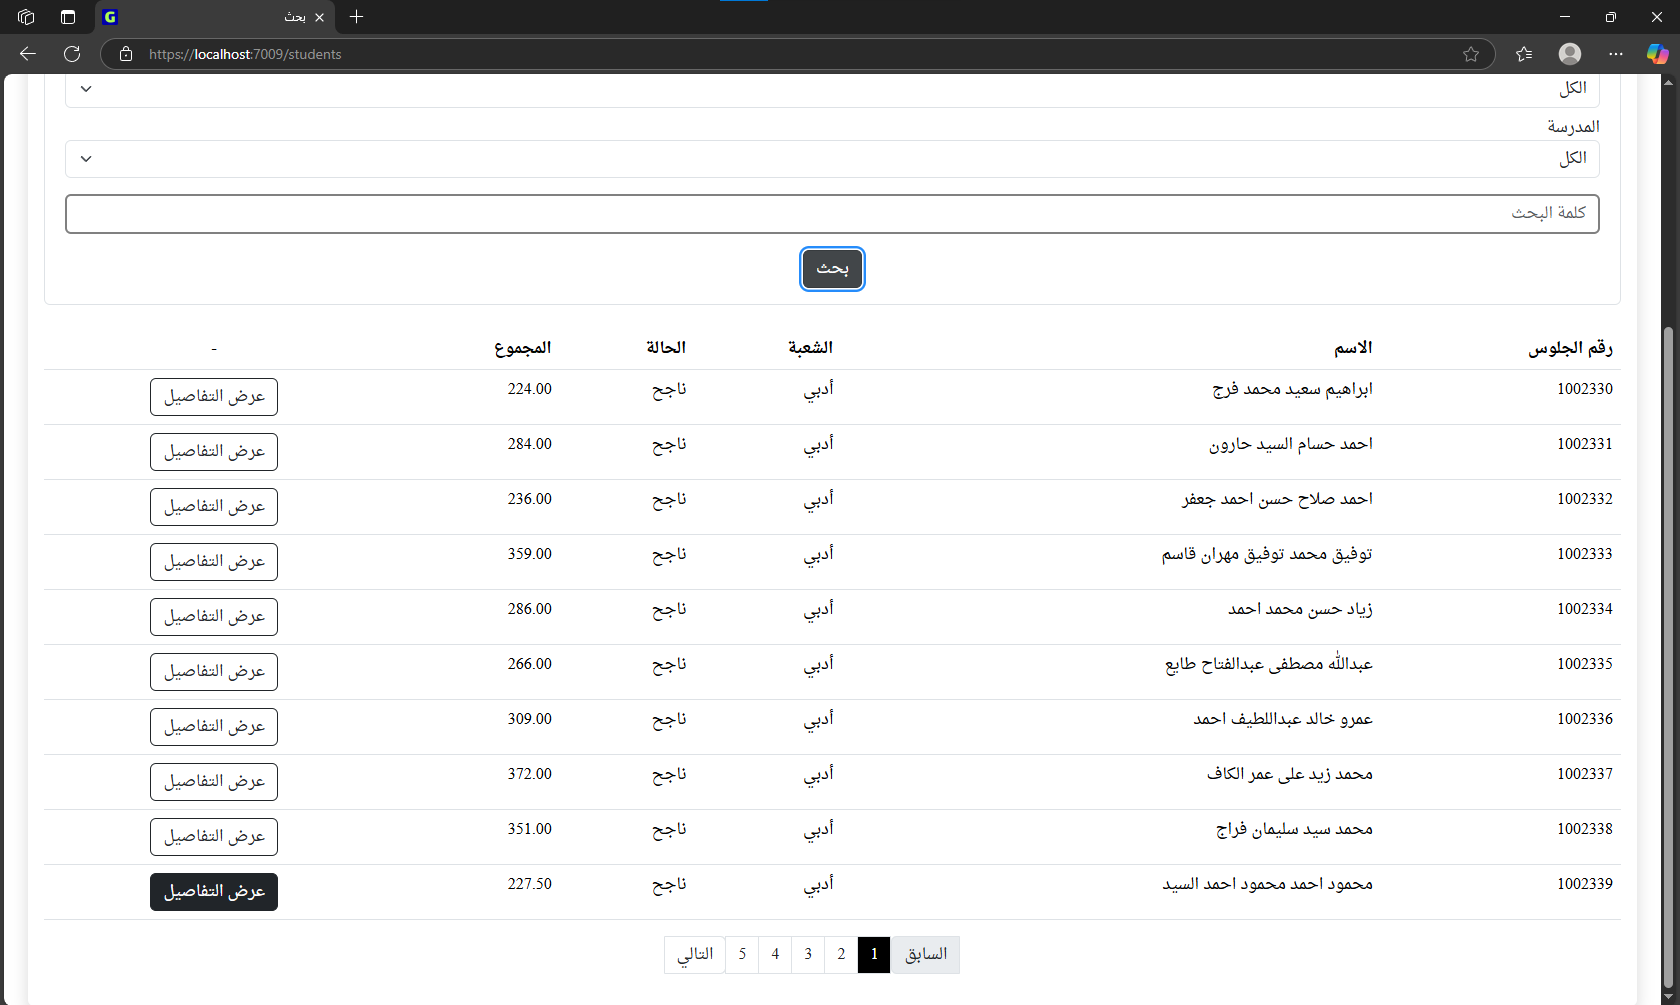 بحث
https://localhost:7009/students
الكل
المدرسة
الكل
كلمة البحث
بحث
رقم الجلوس الاسم الشعبة الحالة المجموع -
1002330 ابراهيم سعيد محمد فرج أدبي ناجح 224.00 عرض التفاصيل
1002331 احمد حسام السيد حارون أدبي ناجح 284.00 عرض التفاصيل
1002332 احمد صلاح حسن احمد جعفر أدبي ناجح 236.00 عرض التفاصيل
1002333 توفيق محمد توفيق مهران قاسم أدبي ناجح 359.00 عرض التفاصيل
1002334 زياد حسن محمد احمد أدبي ناجح 286.00 عرض التفاصيل
1002335 عبدالله مصطفى عبدالفتاح طايع أدبي ناجح 266.00 عرض التفاصيل
1002336 عمرو خالد عبداللطيف احمد أدبي ناجح 309.00 عرض التفاصيل
1002337 محمد زيد على عمر الكاف أدبي ناجح 372.00 عرض التفاصيل
1002338 محمد سيد سليمان فراج أدبي ناجح 351.00 عرض التفاصيل
1002339 محمود احمد محمود احمد السيد أدبي ناجح 227.50 عرض التفاصيل
السابق 1 2 3 4 5 التالي